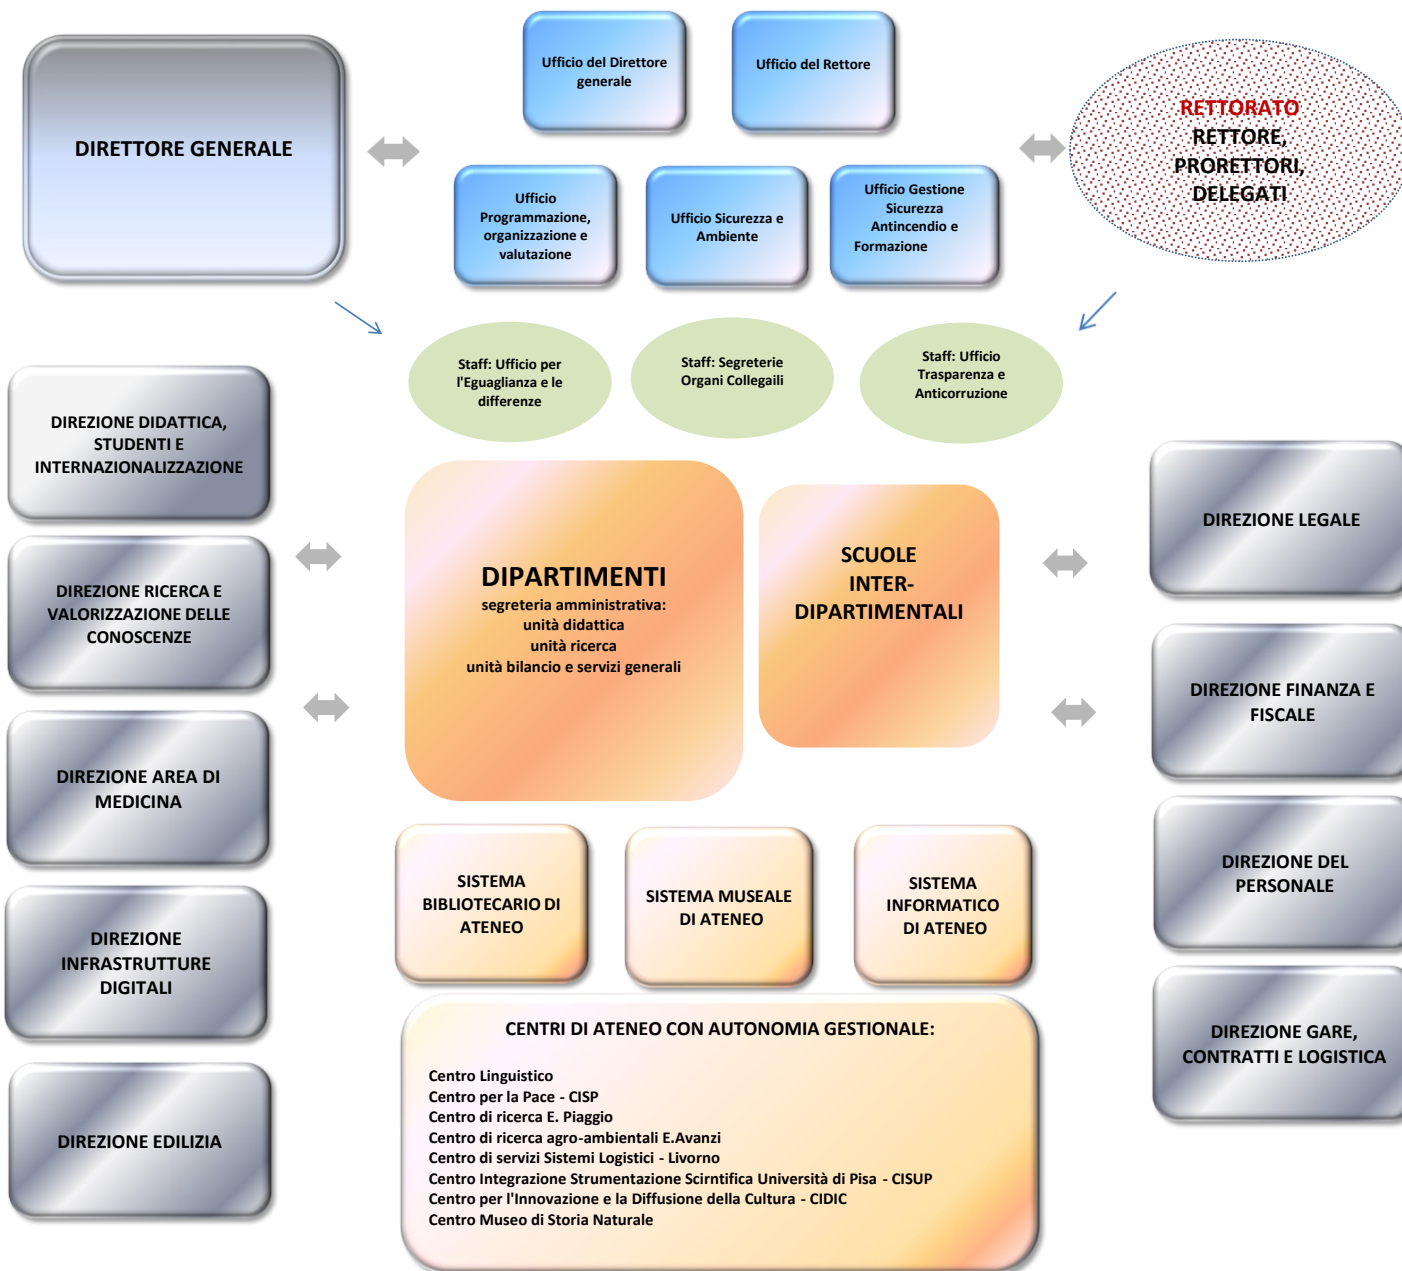 DIRETTORE GENERALE
Ufficio del Direttore
generale
Ufficio del Rettore
RETTORATO
RETTORE,
PRORETTORI,
DELEGATI
Ufficio
Programmazione,
organizzazione e
valutazione
Ufficio Sicurezza e
Ambiente
Ufficio Gestione
Sicurezza
Antincendio e
Formazione
Staff: Ufficio per
l'Eguaglianza e le
differenze
Staff: Segreterie
Organi Collegaili
Staff: Ufficio
Trasparenza e
Anticorruzione
DIREZIONE DIDATTICA,
STUDENTI E
INTERNAZIONALIZZAZIONE
DIREZIONE RICERCA E
VALORIZZAZIONE DELLE
CONOSCENZE
DIREZIONE AREA DI
MEDICINA
DIREZIONE
INFRASTRUTTURE
DIGITALI
DIREZIONE EDILIZIA
DIPARTIMENTI
segreteria amministrativa:
unità didattica
unità ricerca
unità bilancio e servizi generali
SCUOLE
INTER-
DIPARTIMENTALI
SISTEMA
BIBLIOTECARIO DI
ATENEO
SISTEMA MUSEALE
DI ATENEO
SISTEMA
INFORMATICO
DI ATENEO
CENTRI DI ATENEO CON AUTONOMIA GESTIONALE:
Centro Linguistico
Centro per la Pace - CISP
Centro di ricerca E. Piaggio
Centro di ricerca agro-ambientali E.Avanzi
Centro di servizi Sistemi Logistici - Livorno
Centro Integrazione Strumentazione Scirntifica Università di Pisa - CISUP
Centro per l'Innovazione e la Diffusione della Cultura - CIDIC
Centro Museo di Storia Naturale
DIREZIONE LEGALE
DIREZIONE FINANZA E
FISCALE
DIREZIONE DEL
PERSONALE
DIREZIONE GARE,
CONTRATTI E LOGISTICA